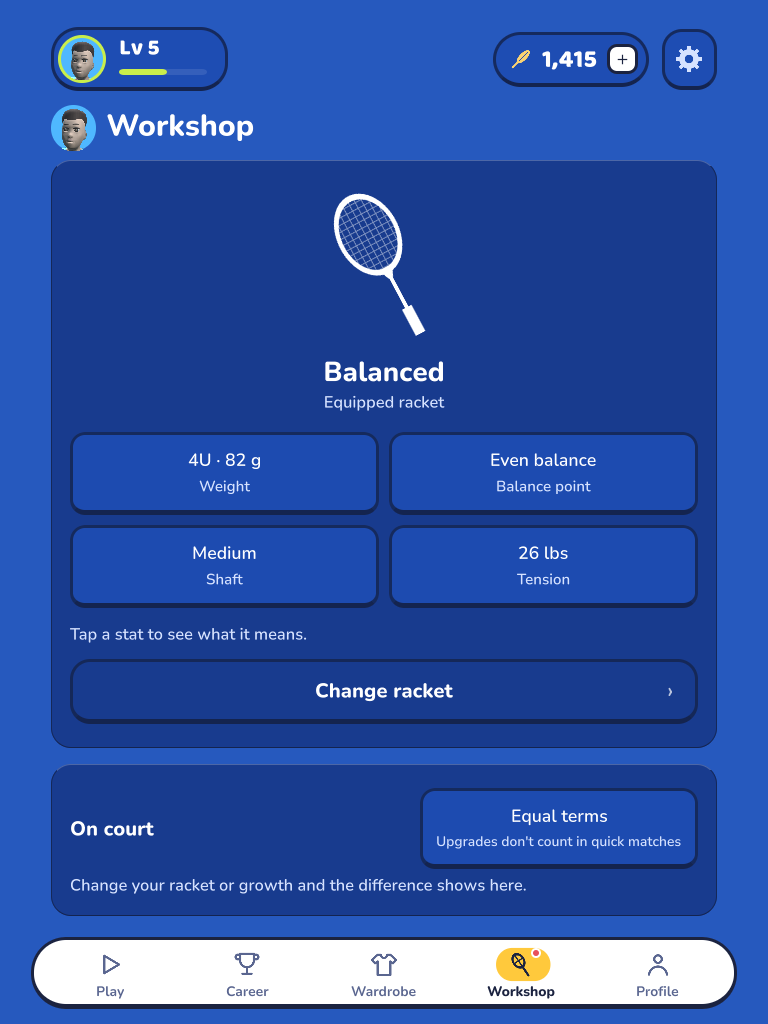 Lv 5
1,415
+
Workshop
Balanced
Equipped racket
4U · 82 g
Weight
Even balance
Balance point
Medium
Shaft
26 lbs
Tension
Tap a stat to see what it means.
Change racket ›
On court
Equal terms
Upgrades don't count in quick matches
Change your racket or growth and the difference shows here.
Play
Career
Wardrobe
Workshop
Profile